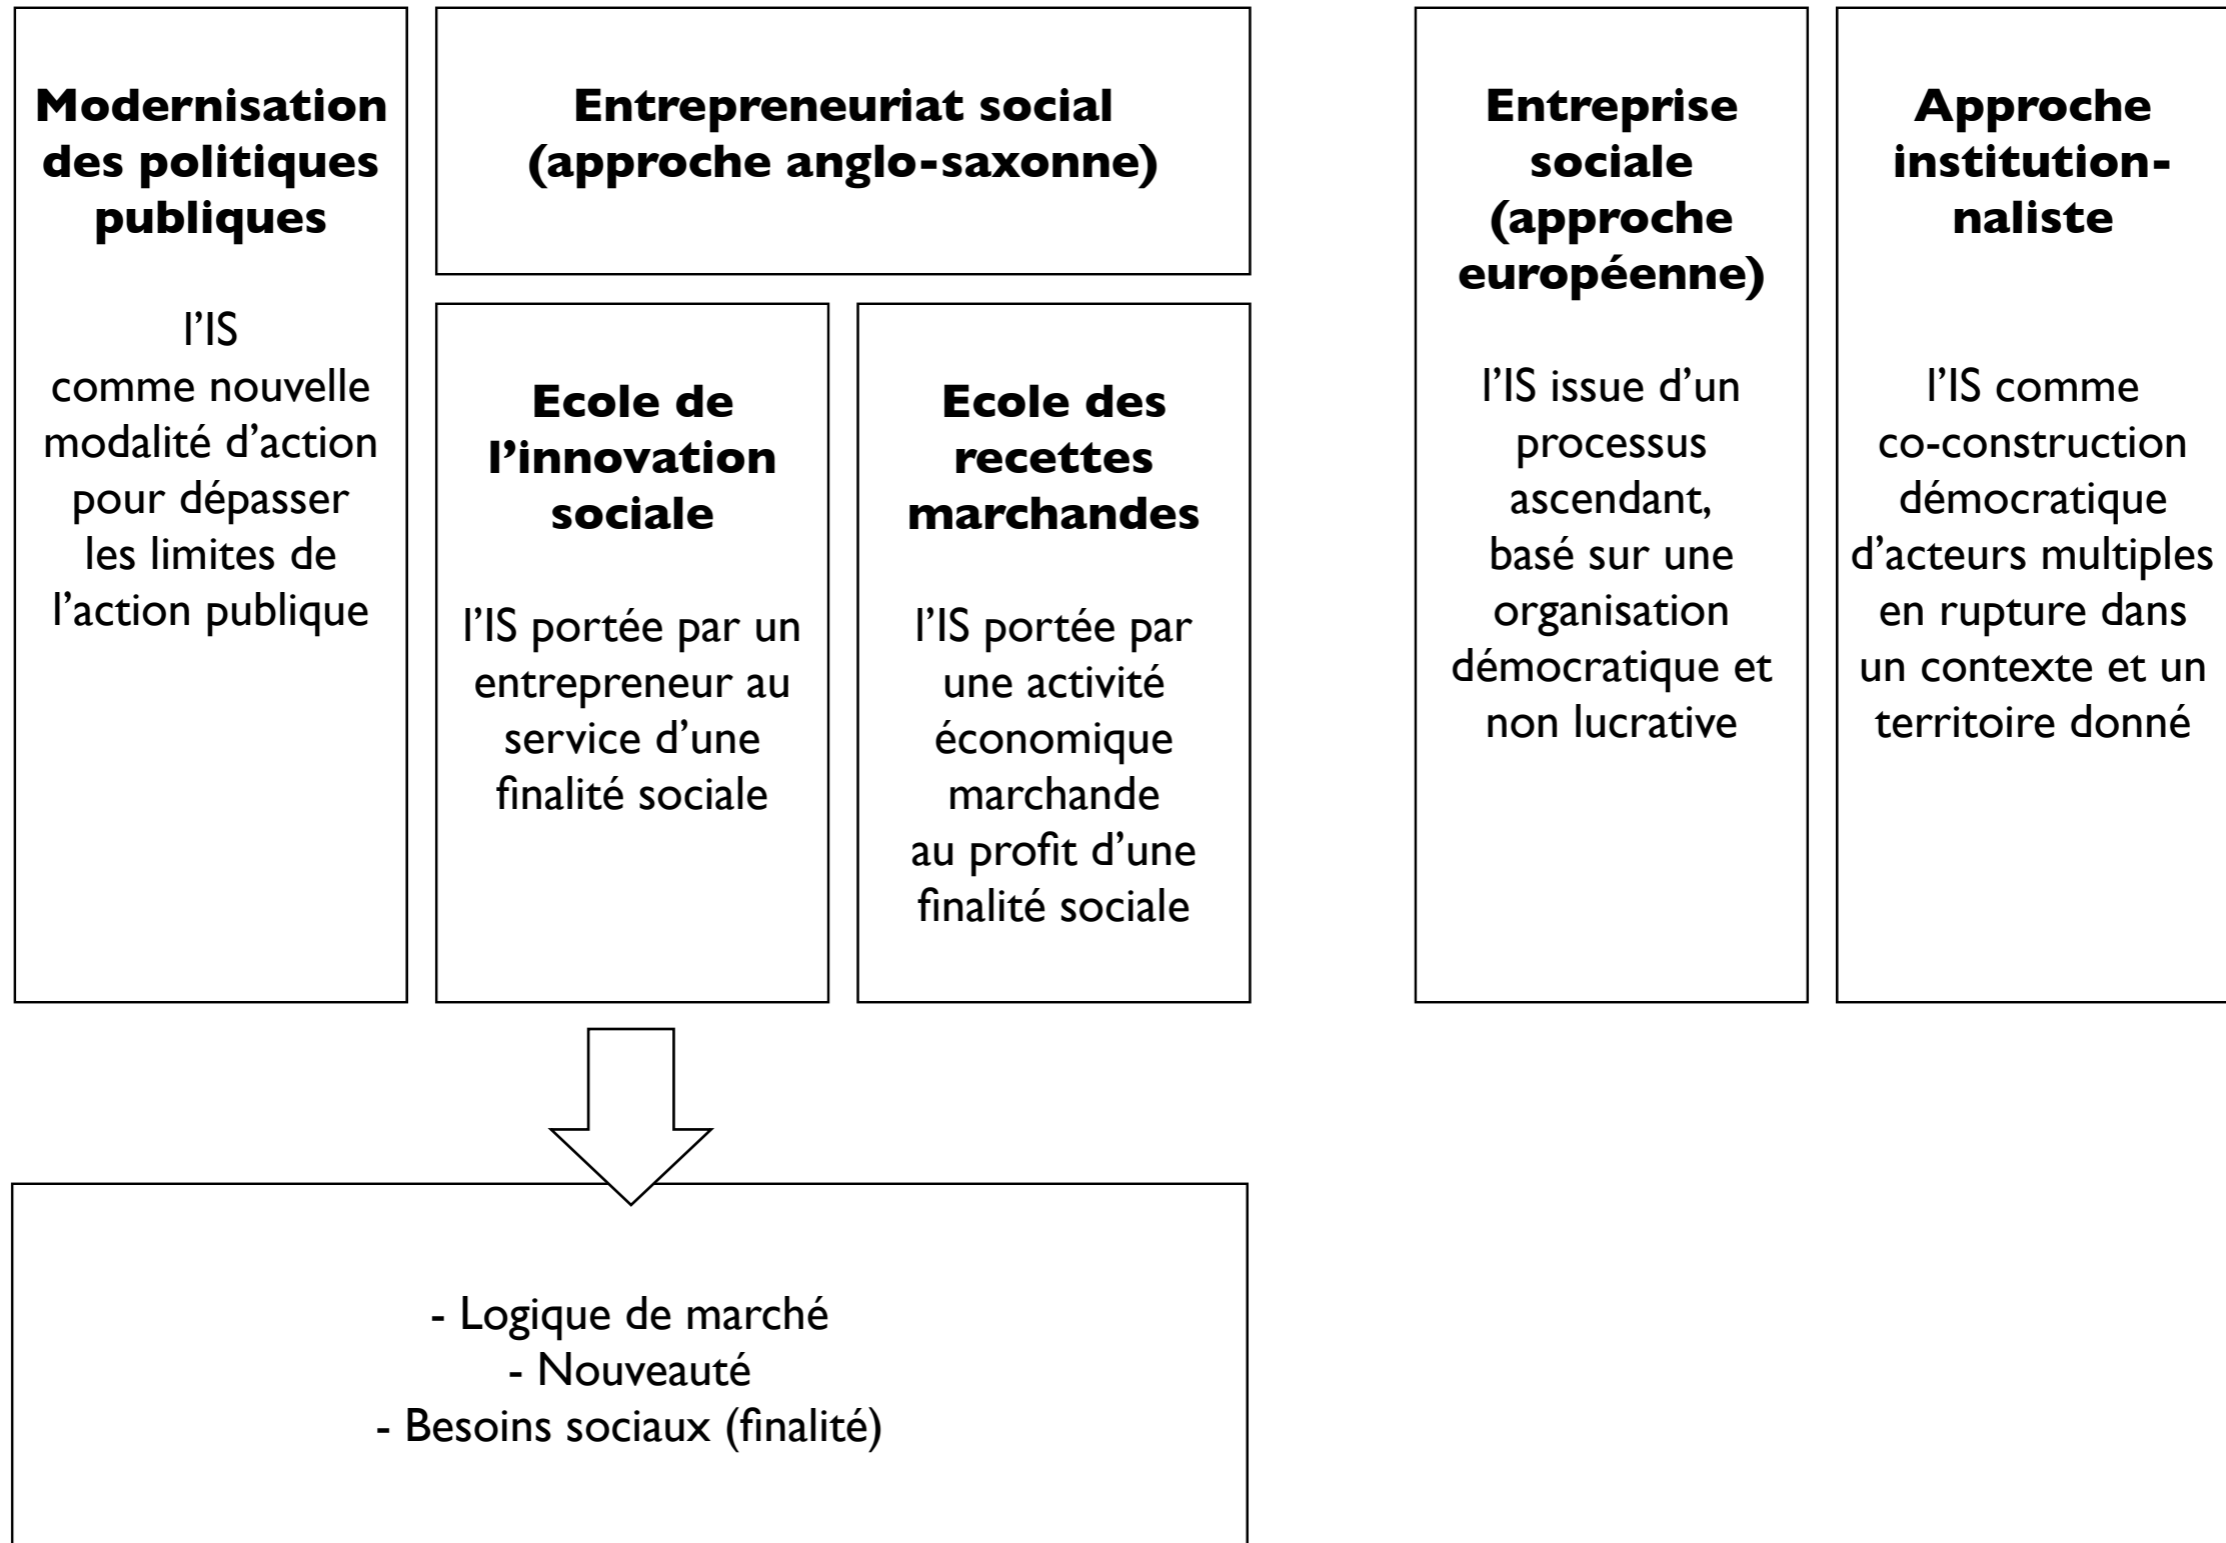 Modernisation
des politiques
publiques
l’IS
comme nouvelle
modalité d’action
pour dépasser
les limites de
l’action publique
Entrepreneuriat social
(approche anglo-saxonne)
Ecole de
l’innovation
sociale
l’IS portée par un
entrepreneur au
service d’une
finalité sociale
Ecole des
recettes
marchandes
l’IS portée par
une activité
économique
marchande
au profit d’une
finalité sociale
Entreprise
sociale
(approche
européenne)
l’IS issue d’un
processus
ascendant,
basé sur une
organisation
démocratique et
non lucrative
Approche
institution-
naliste
l’IS comme
co-construction
démocratique
d’acteurs multiples
en rupture dans
un contexte et un
territoire donné
- Logique de marché
- Nouveauté
- Besoins sociaux (finalité)